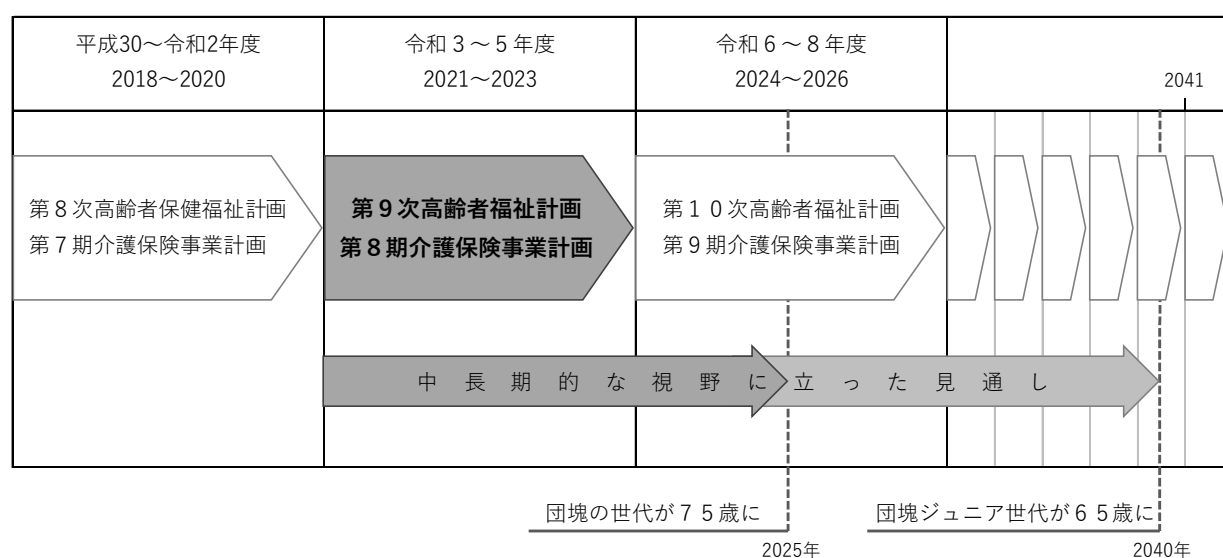 平成30～令和2年度
2018～2020
令和３～５年度
2021～2023
令和６～８年度
2024～2026
2041
第８次高齢者保健福祉計画
第７期介護保険事業計画
第９次高齢者福祉計画
第８期介護保険事業計画
第１０次高齢者福祉計画
第９期介護保険事業計画
中長期的な視野に立った見通し
団塊の世代が７５歳に
団塊ジュニア世代が６５歳に
2025年
2040年